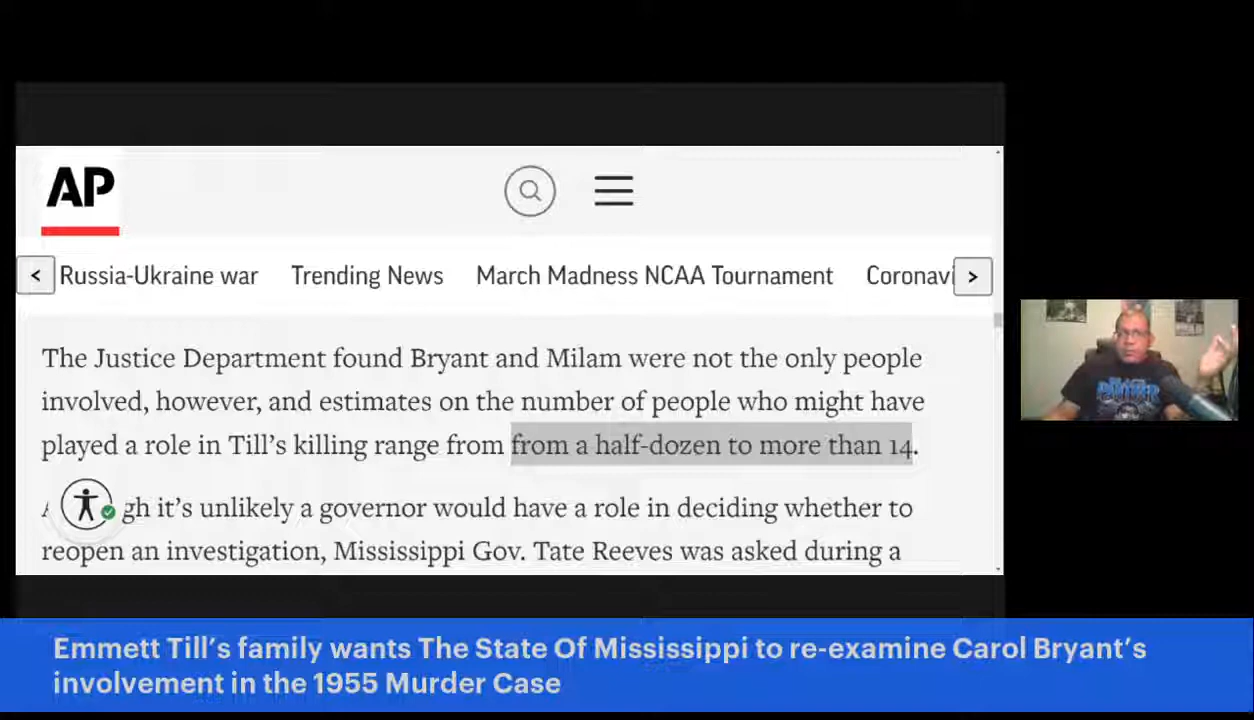 AP
< Russia-Ukraine war Trending News March Madness NCAA Tournament Coronavi >
The Justice Department found Bryant and Milam were not the only people
involved, however, and estimates on the number of people who might have
played a role in Till’s killing range from from a half-dozen to more than 14.
gh it’s unlikely a governor would have a role in deciding whether to
reopen an investigation, Mississippi Gov. Tate Reeves was asked during a
PANTHER
Emmett Till’s family wants The State Of Mississippi to re-examine Carol Bryant’s
involvement in the 1955 Murder Case